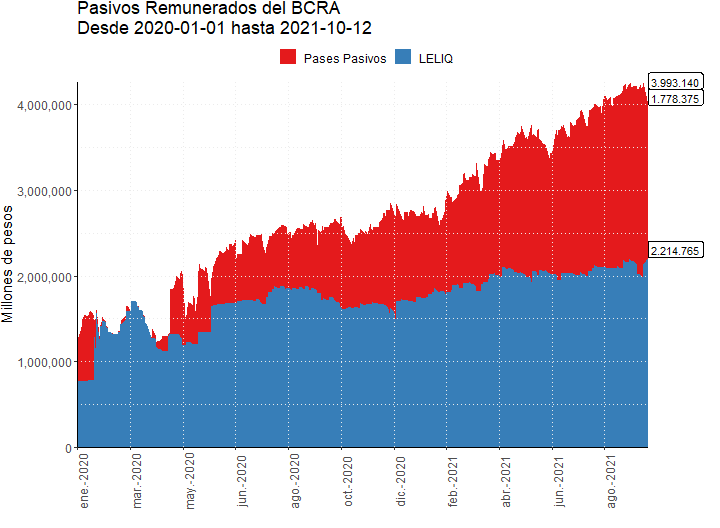 Pasivos Remunerados del BCRA
Desde 2020-01-01 hasta 2021-10-12
Pases Pasivos LELIQ
3.993.140
1.778.375
2.214.765
Millones de pesos
4,000,000
3,000,000
2,000,000
1,000,000
0
ene.-2020 mar.-2020 may.-2020 jun.-2020 ago.-2020 oct.-2020 dic.-2020 feb.-2021 abr.-2021 jun.-2021 ago.-2021